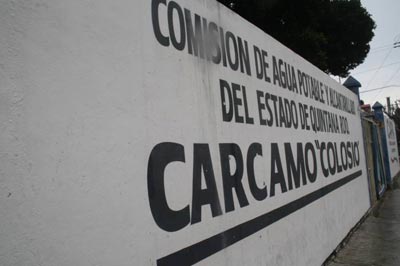 COMISION DE AGUA POTABLE Y ALCANTARILLADO
DEL ESTADO DE QUINTANA ROO
CARCAMO "COLOSIO"